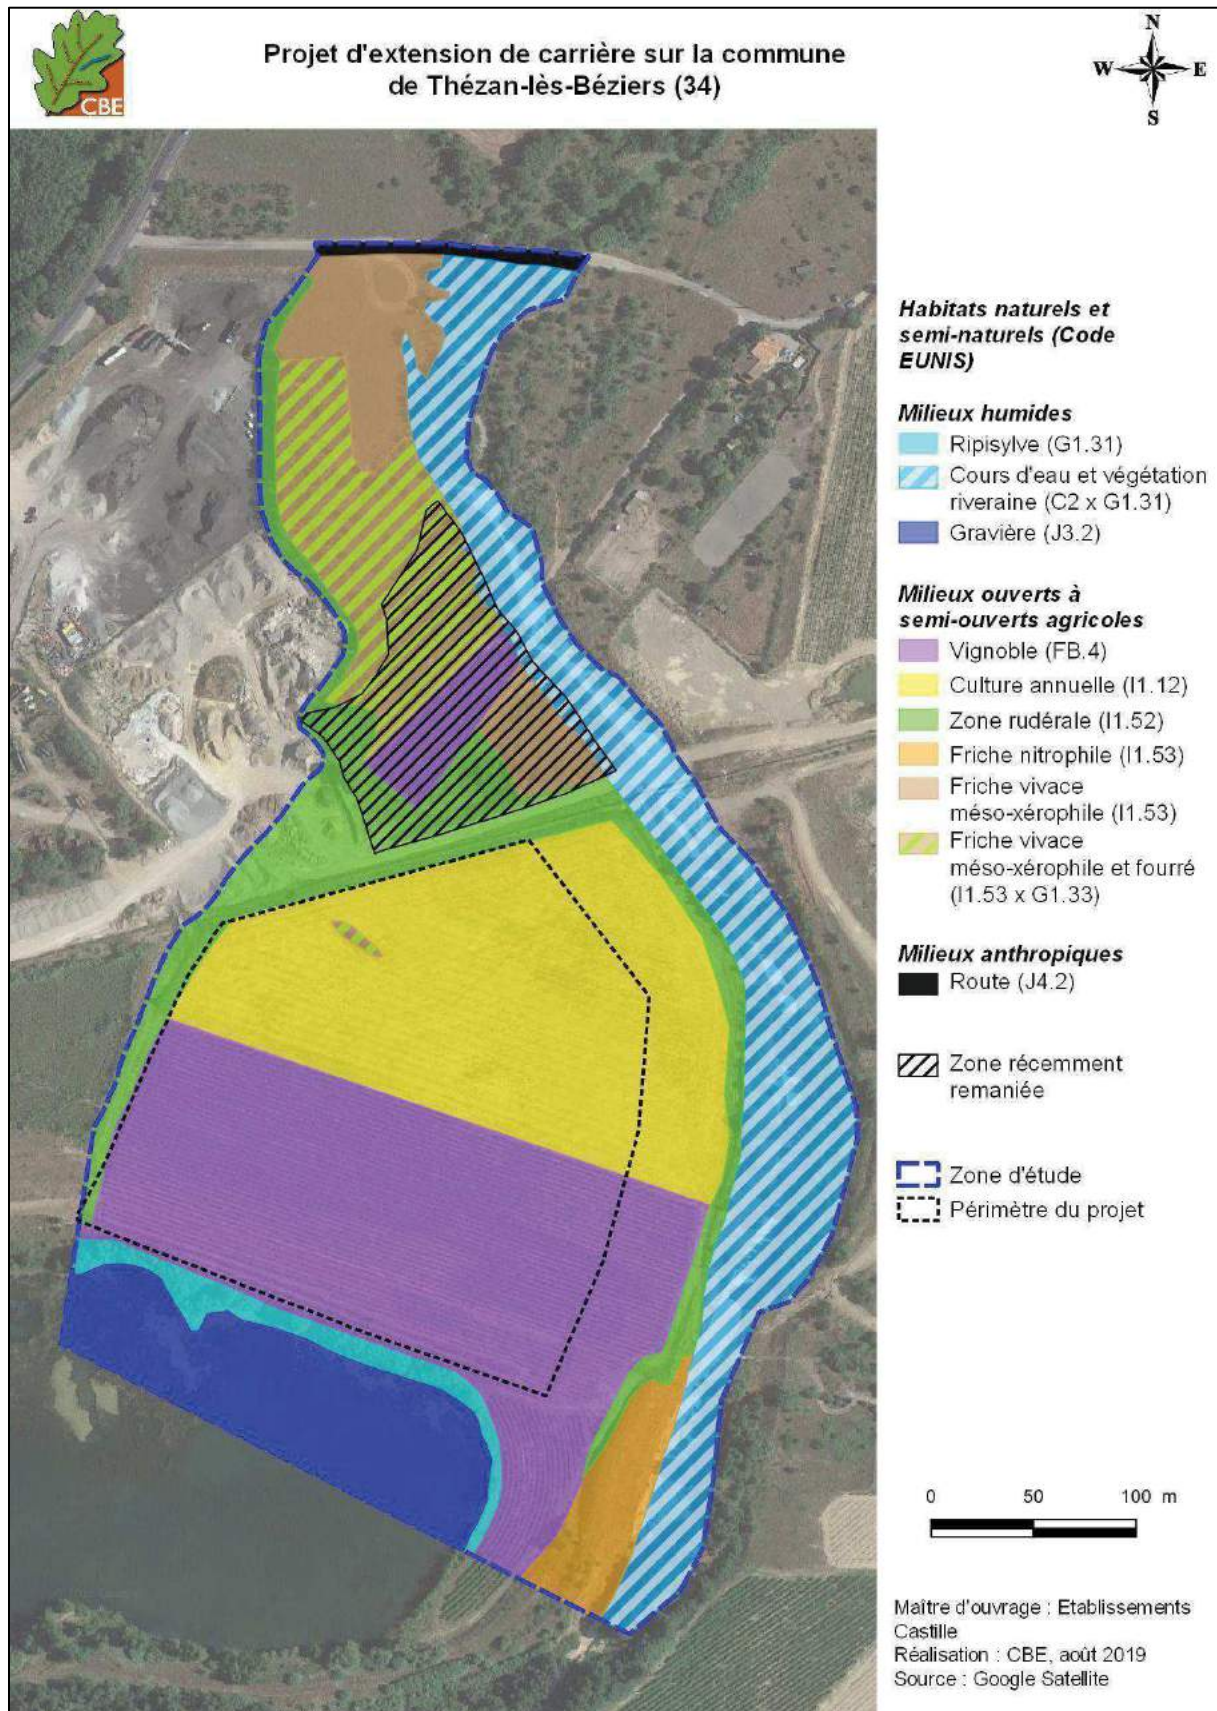 CBE
Projet d'extension de carrière sur la commune
de Thézan-lès-Béziers (34)
N
W E
S
Habitats naturels et
semi-naturels (Code
EUNIS)
Milieux humides
Ripisylve (G1.31)
Cours d'eau et végétation
riveraine (C2 x G1.31)
Gravière (J3.2)
Milieux ouverts à
semi-ouverts agricoles
Vignoble (FB.4)
Culture annuelle (I1.12)
Zone rudérale (I1.52)
Friche nitrophile (I1.53)
Friche vivace
méso-xérophile (I1.53)
Friche vivace
méso-xérophile et fourré
(I1.53 x G1.33)
Milieux anthropiques
Route (J4.2)
Zone récemment
remaniée
Zone d'étude
Périmètre du projet
0 50 100 m
Maître d'ouvrage : Etablissements
Castille
Réalisation : CBE, août 2019
Source : Google Satellite